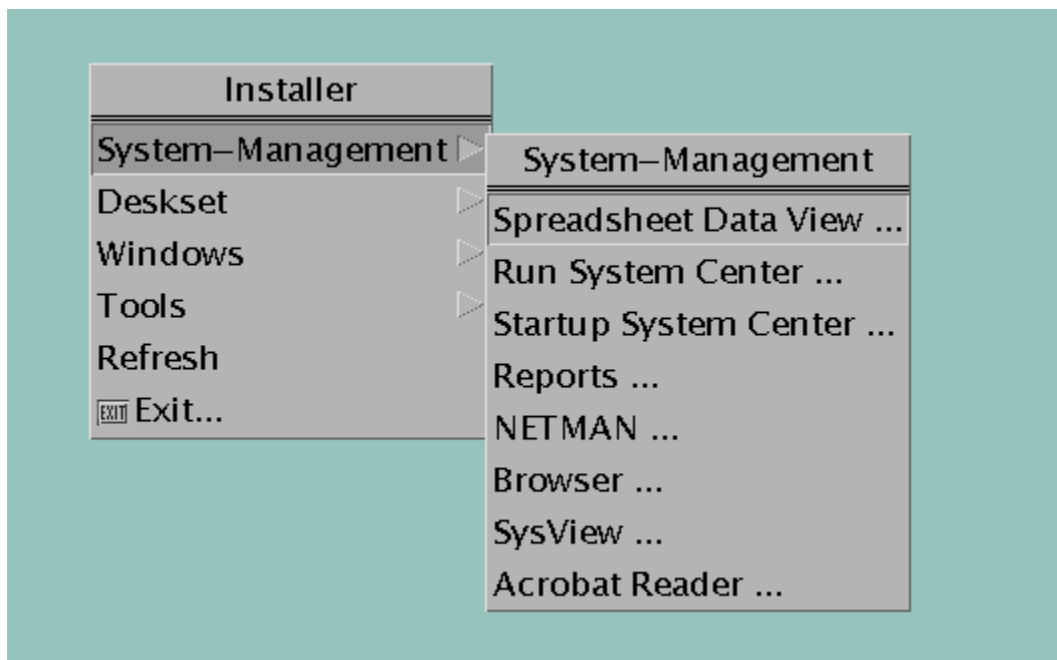 Installer
System–Management
Deskset
Windows
Tools
Refresh
EXIT Exit...
System–Management
Spreadsheet Data View ...
Run System Center ...
Startup System Center ...
Reports ...
NETMAN ...
Browser ...
SysView ...
Acrobat Reader ...